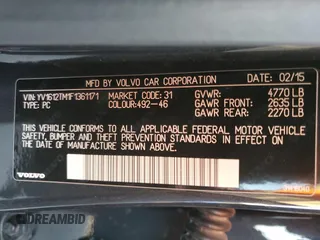 MFD BY VOLVO CAR CORPORATION DATE: 02/15
VIN: YV1612TM1F1361171 MARKET CODE: 31 GVWR: 4770 LB
TYPE: PC COLOUR: 492-46 GAWR FRONT: 2635 LB
GAWR REAR: 2270 LB
THIS VEHICLE CONFORMS TO ALL APPLICABLE FEDERAL MOTOR VEHICLE
SAFETY, BUMPER AND THEFT PREVENTION STANDARDS IN EFFECT ON THE
DATE OF MANUFACTURE SHOWN ABOVE.
VOLVO
DREAMBID